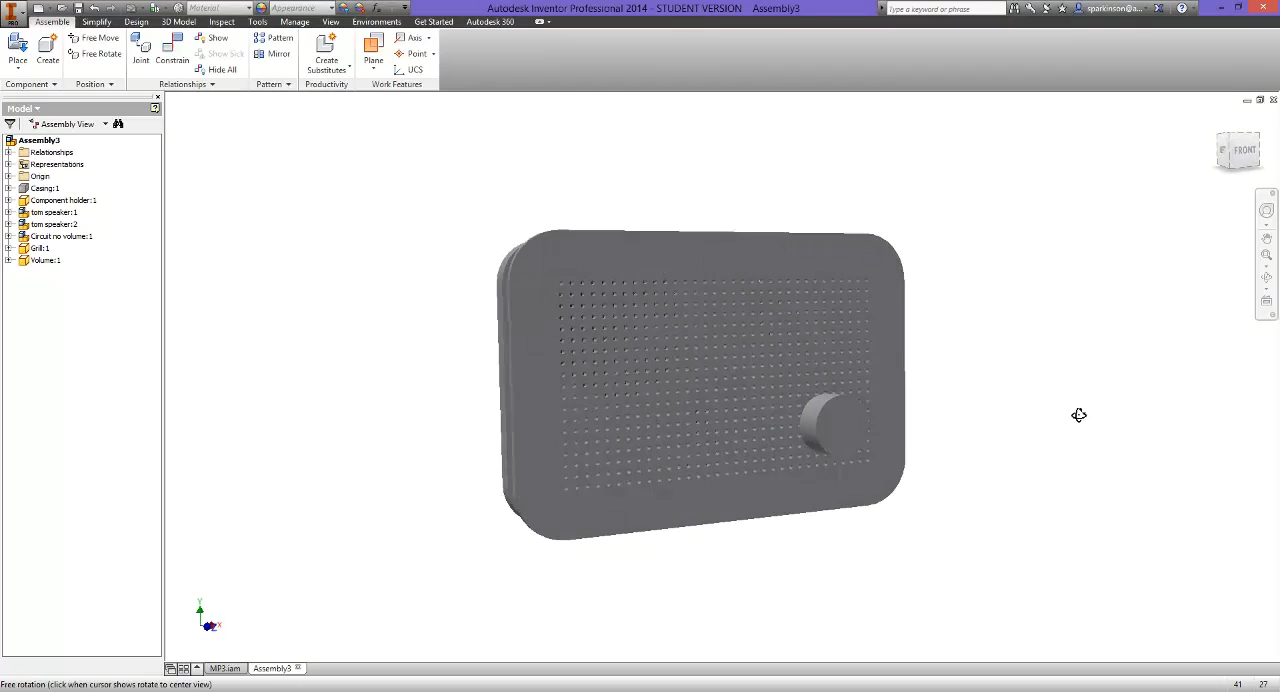 Material
Appearance
Autodesk Inventor Professional 2014 - STUDENT VERSION Assembly3
Type a keyword or phrase
sparkinson@a...
PRO
Assemble Simplify Design 3D Model Inspect Tools Manage View Environments Get Started Autodesk 360
Place
Create
Free Move
Free Rotate
Joint
Constrain
Show
Show Sick
Hide All
Pattern
Mirror
Create
Substitutes
Plane
Axis
Point
UCS
Component Position Relationships Pattern Productivity Work Features
Model
Assembly View
Assembly3
Relationships
Representations
Origin
Casing:1
Component holder:1
tom speaker:1
tom speaker:2
Circuit no volume:1
Grill:1
Volume:1
FRONT
Y
X
Z
MP3.iam Assembly3
Free rotation (click when cursor shows rotate to center view)
41 27